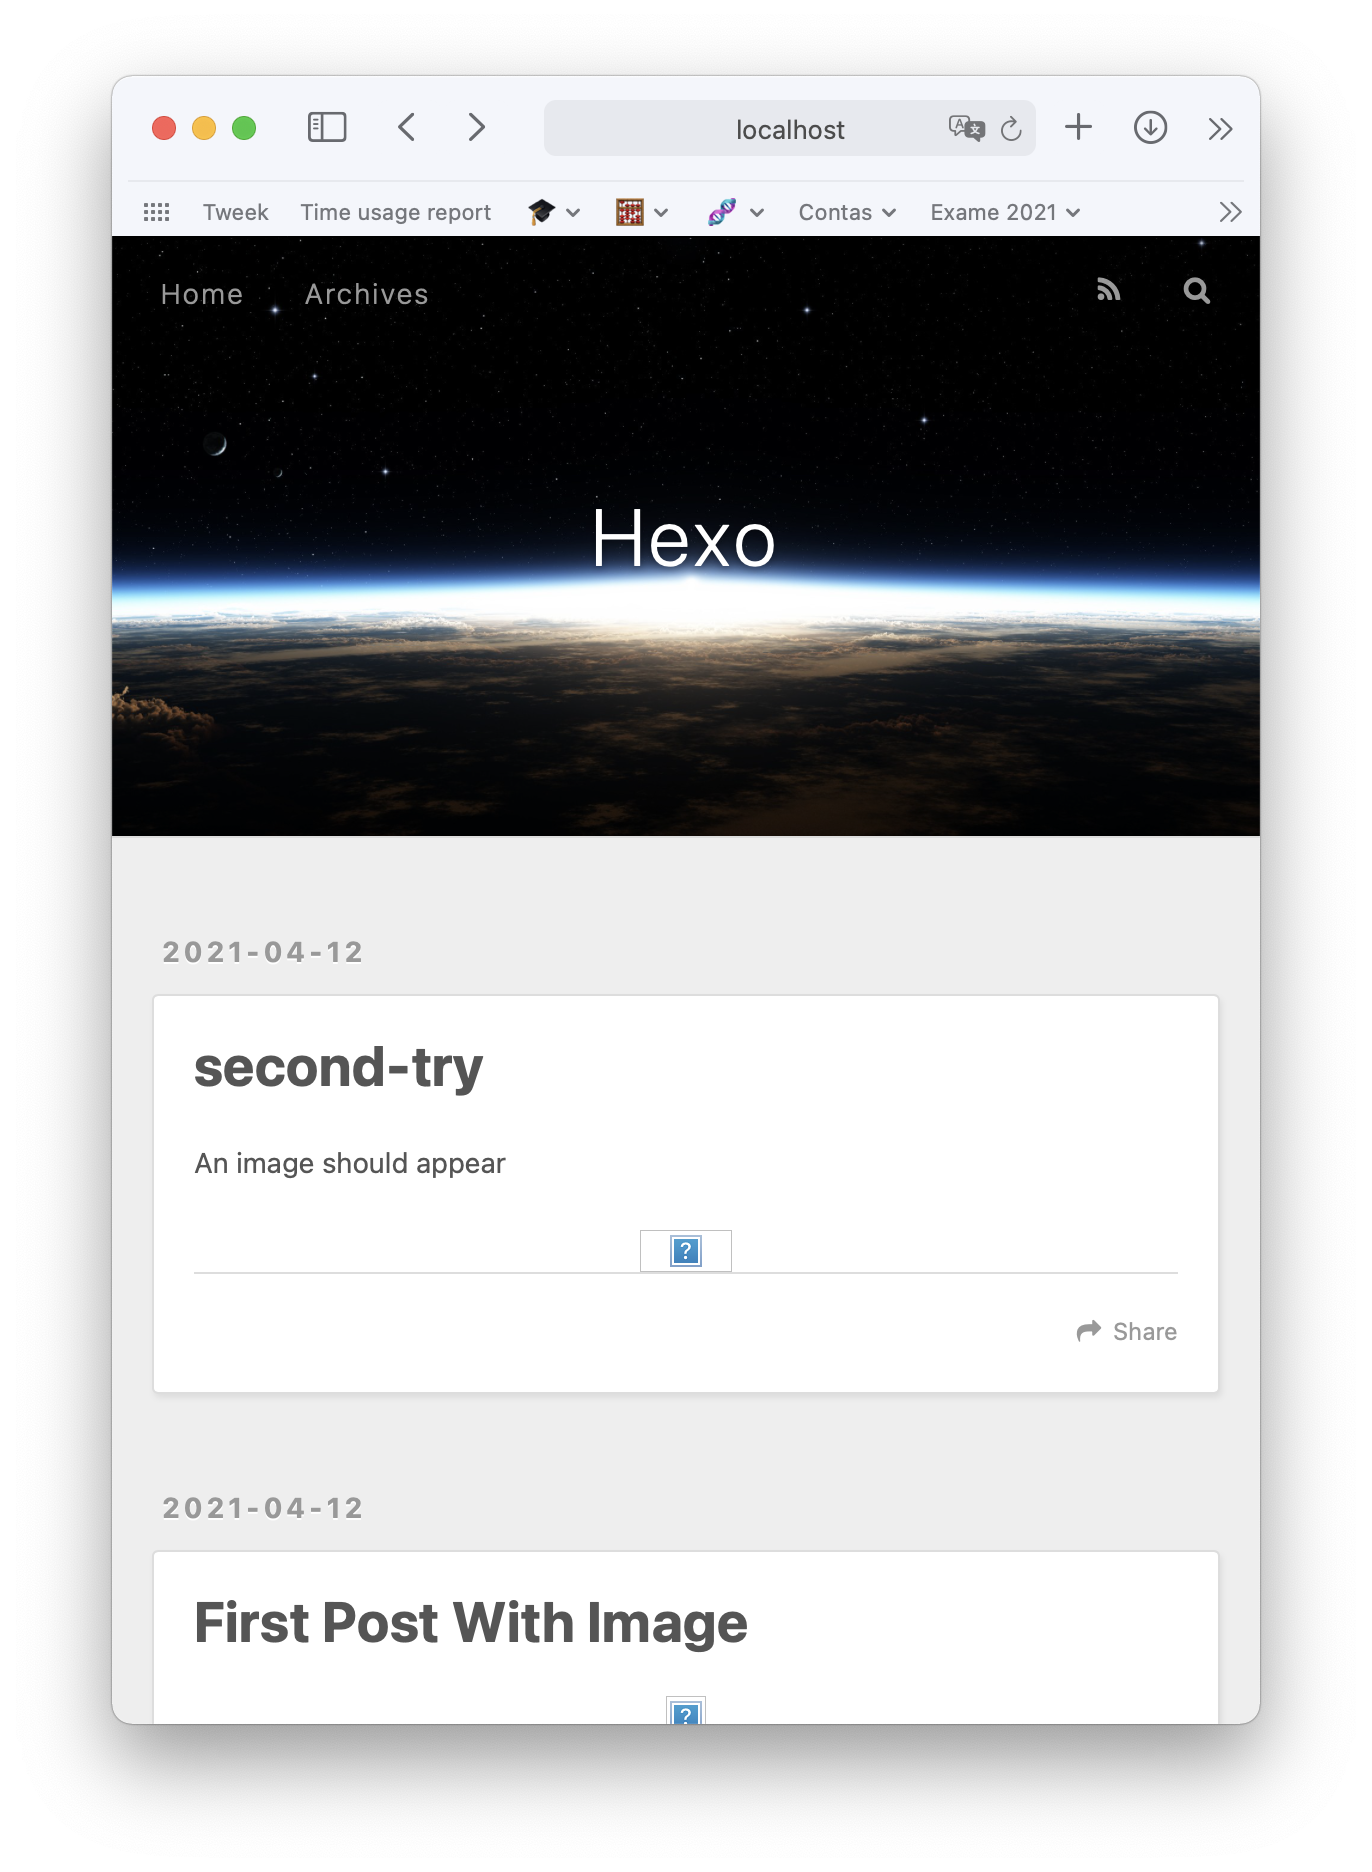 localhost
Tweek Time usage report Contas Exame 2021
Home Archives
Hexo
2021-04-12
second-try
An image should appear
?
Share
2021-04-12
First Post With Image
?